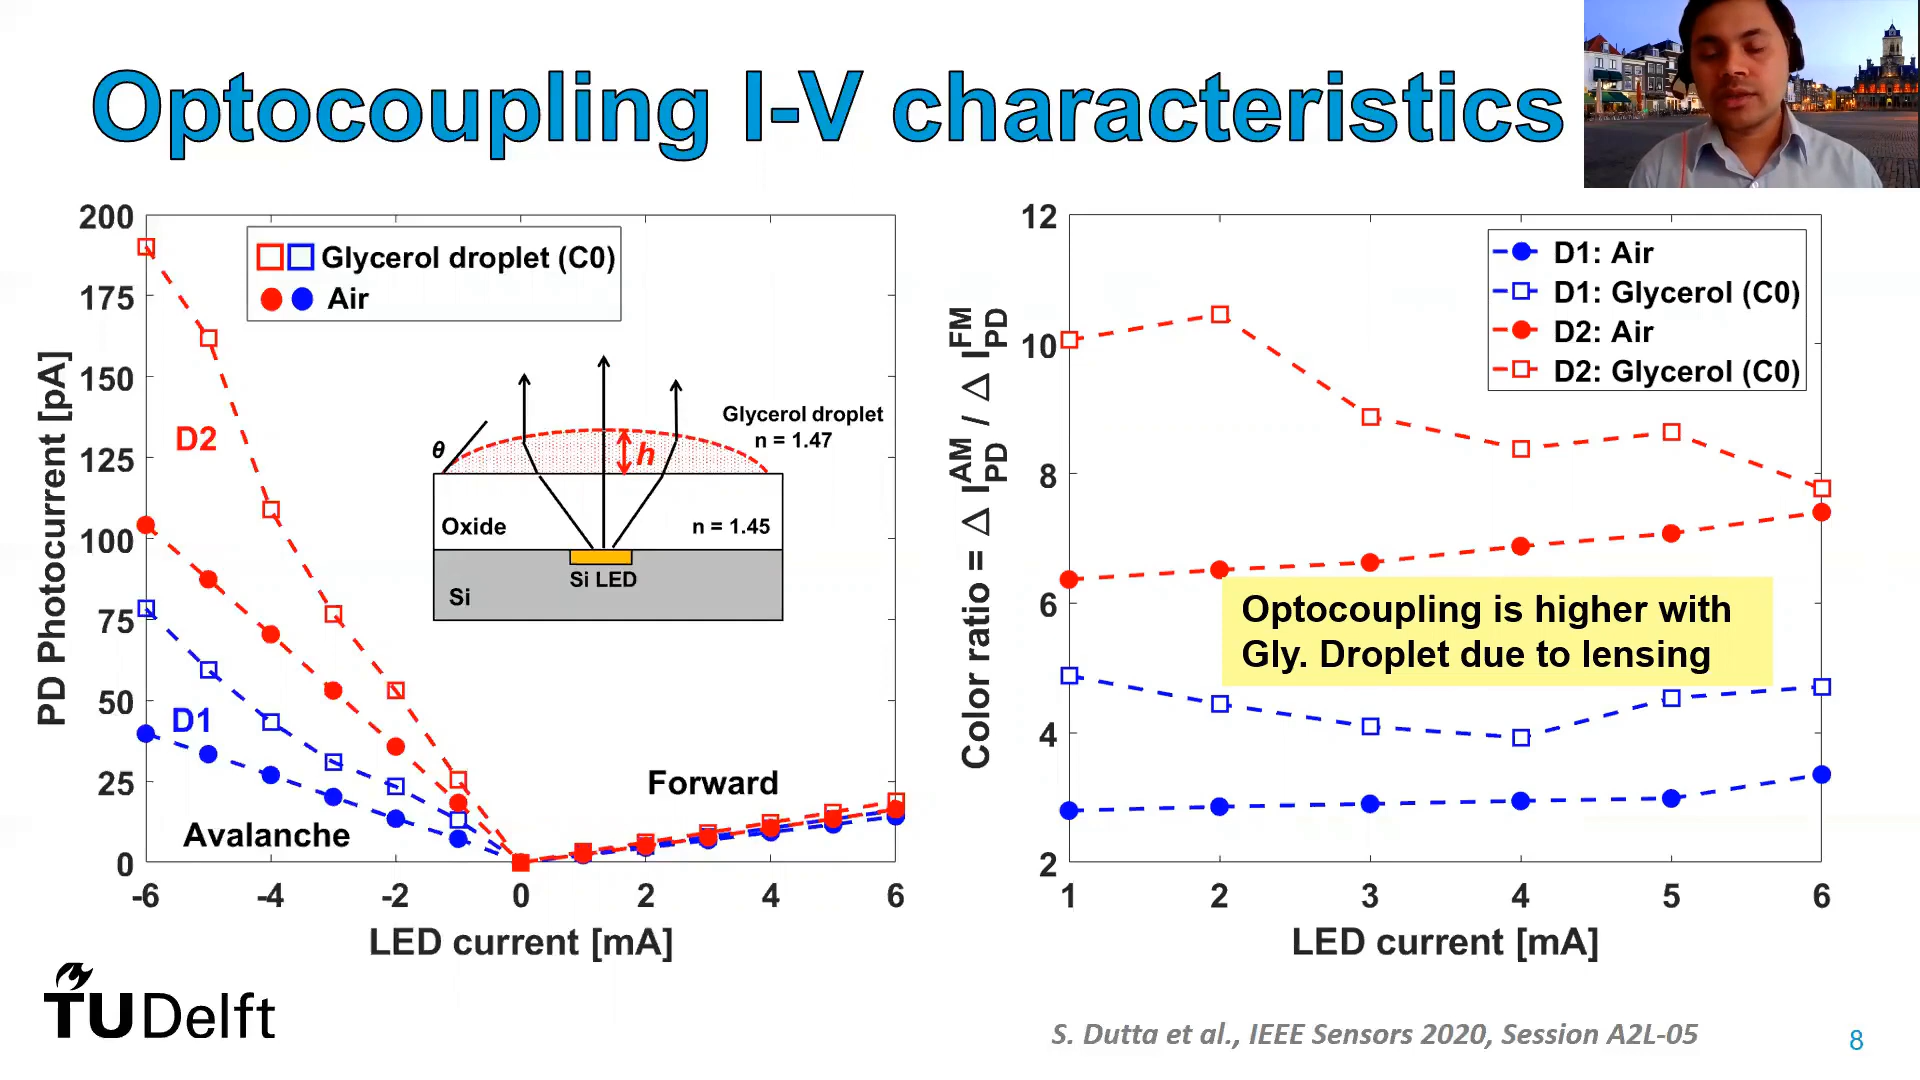 Optocoupling I-V characteristics
200
175
150
125
100
75
50
25
0
-6
-4
-2
0
2
4
6
PD Photocurrent [pA]
LED current [mA]
Glycerol droplet (C0)
Air
D2
D1
Avalanche
Forward
θ
h
Glycerol droplet
n = 1.47
Oxide
n = 1.45
Si LED
Si
12
10
8
6
4
2
1
2
3
4
5
6
Color ratio = Δ I^AM_PD / Δ I^FM_PD
LED current [mA]
D1: Air
D1: Glycerol (C0)
D2: Air
D2: Glycerol (C0)
Optocoupling is higher with
Gly. Droplet due to lensing
TUDelft
S. Dutta et al., IEEE Sensors 2020, Session A2L-05
8